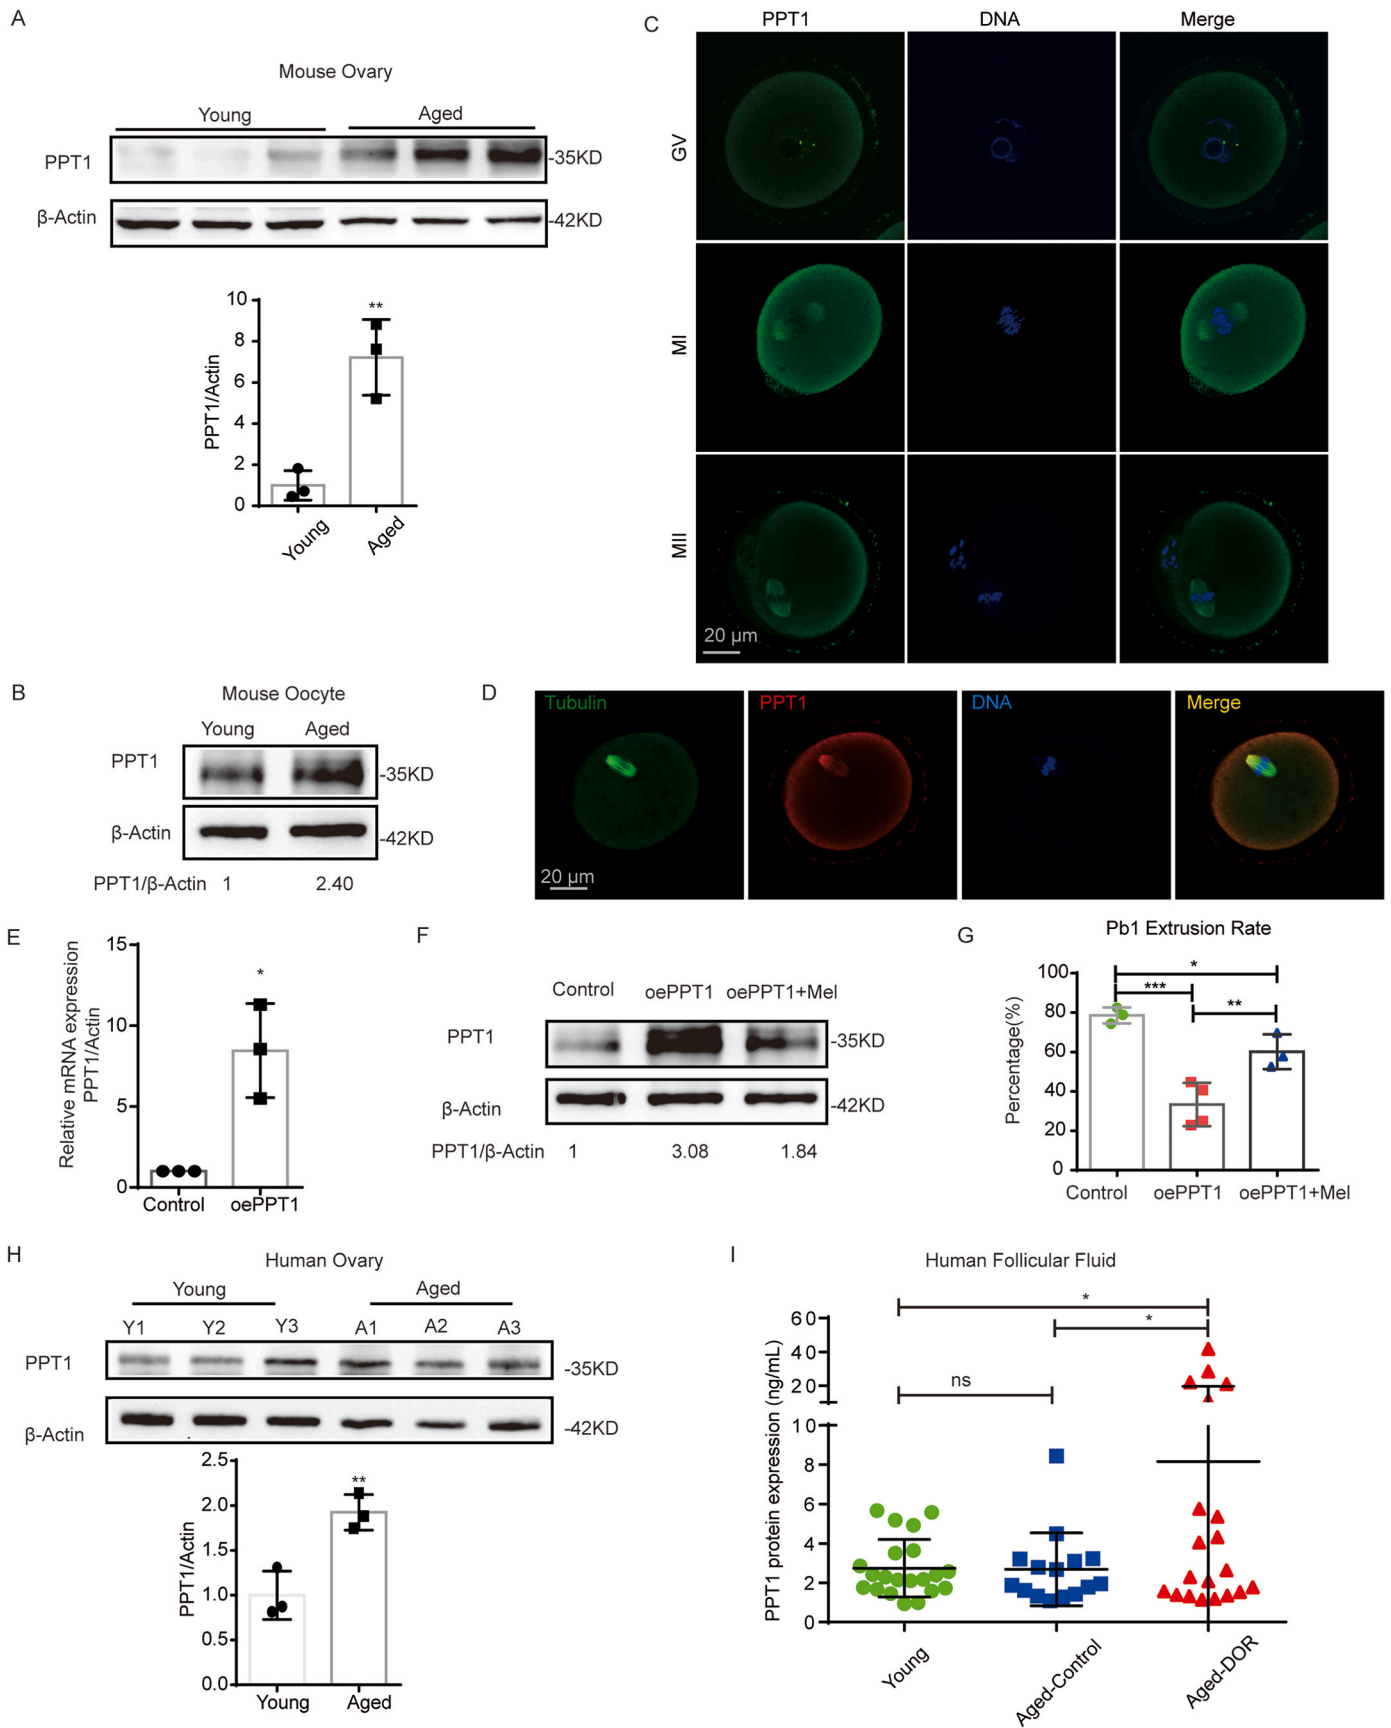 A
Mouse Ovary
Young Aged
PPT1 -35KD
β-Actin -42KD
10
8
6
4
2
0
PPT1/Actin
**
Young Aged
C
PPT1 DNA Merge
GV
MI
MII
20 μm
B
Mouse Oocyte
Young Aged
PPT1 -35KD
β-Actin -42KD
PPT1/β-Actin 1 2.40
D
Tubulin PPT1 DNA Merge
20 μm
E
Relative mRNA expression
PPT1/Actin
15
10
5
0
*
Control oePPT1
F
Control oePPT1 oePPT1+Mel
PPT1 -35KD
β-Actin -42KD
PPT1/β-Actin 1 3.08 1.84
G
Pb1 Extrusion Rate
Percentage(%)
100
80
60
40
20
0
*
***
**
Control oePPT1 oePPT1+Mel
H
Human Ovary
Young Aged
Y1 Y2 Y3 A1 A2 A3
PPT1 -35KD
β-Actin -42KD
PPT1/Actin
2.5
2.0
1.5
1.0
0.5
0.0
**
Young Aged
I
Human Follicular Fluid
PPT1 protein expression (ng/mL)
60
40
20
10
8
6
4
2
0
*
*
ns
Young Aged-Control Aged-DOR